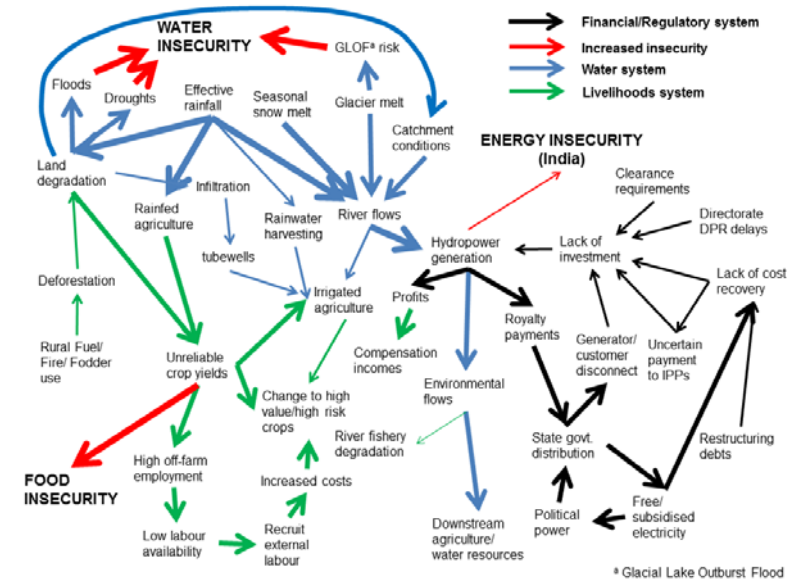 WATER
INSECURITY
GLOFª risk
Financial/Regulatory system
Increased insecurity
Water system
Livelihoods system
Floods
Droughts
Effective
rainfall
Seasonal
snow melt
Glacier melt
Catchment
conditions
ENERGY INSECURITY
(India)
Land
degradation
Infiltration
Rainfed
agriculture
Rainwater
harvesting
River flows
tubewells
Hydropower
generation
Lack of
investment
Clearance
requirements
Directorate
DPR delays
Lack of cost
recovery
Deforestation
Irrigated
agriculture
Profits
Royalty
payments
Rural Fuel/
Fire/ Fodder
use
Unreliable
crop yields
Compensation
incomes
Generator/
customer
disconnect
Uncertain
payment
to IPPs
Environmental
flows
Change to high
value/high risk
crops
River fishery
degradation
State govt.
distribution
Restructuring
debts
FOOD
INSECURITY
High off-farm
employment
Increased costs
Low labour
availability
Recruit
external
labour
Downstream
agriculture/
water resources
Political
power
Free/
subsidised
electricity
ª Glacial Lake Outburst Flood